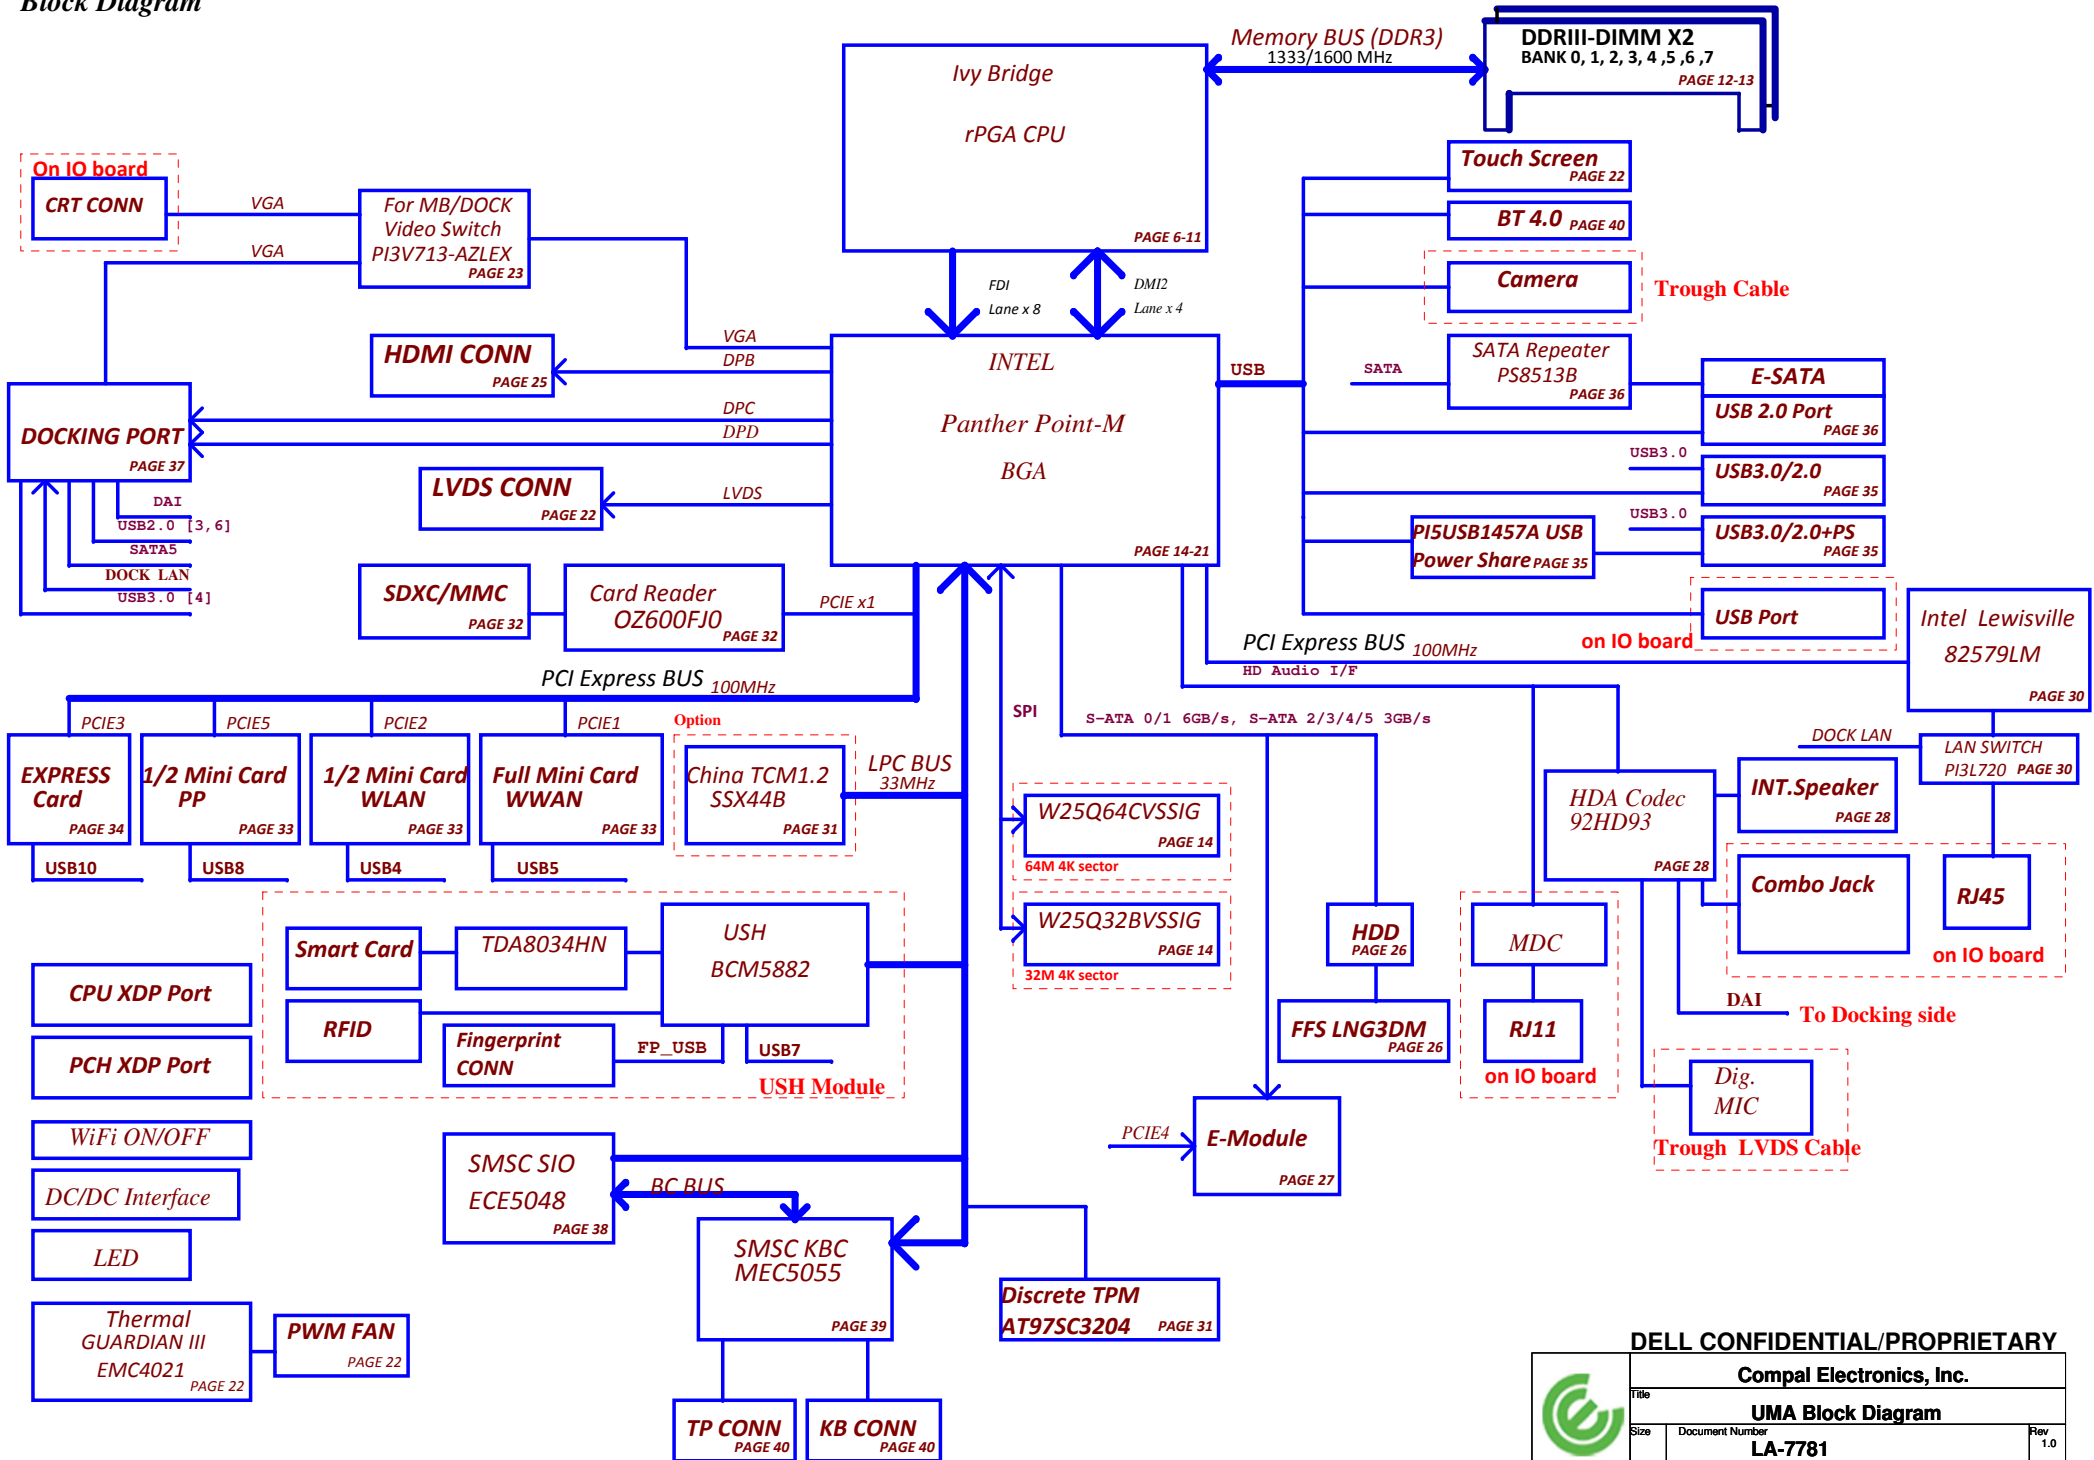 Block Diagram
Ivy Bridge
rPGA CPU
PAGE 6-11
Memory BUS (DDR3)
1333/1600 MHz
DDRIII-DIMM X2
BANK 0, 1, 2, 3, 4 ,5 ,6 ,7
PAGE 12-13
On IO board
CRT CONN
VGA
VGA
For MB/DOCK
Video Switch
PI3V713-AZLEX
PAGE 23
FDI
Lane x 8
DMI2
Lane x 4
Touch Screen
PAGE 22
BT 4.0 PAGE 40
Camera
Trough Cable
HDMI CONN
PAGE 25
VGA
DPB
DPC
DPD
LVDS
INTEL
Panther Point-M
BGA
PAGE 14-21
USB
SATA
SATA Repeater
PS8513B
PAGE 36
E-SATA
USB 2.0 Port
PAGE 36
USB3.0
USB3.0/2.0
PAGE 35
USB3.0
PI5USB1457A USB
Power Share PAGE 35
USB3.0/2.0+PS
PAGE 35
USB Port
on IO board
DOCKING PORT
PAGE 37
DAI
USB2.0 [3,6]
SATA5
DOCK LAN
USB3.0 [4]
LVDS CONN
PAGE 22
SDXC/MMC
PAGE 32
Card Reader
OZ600FJ0
PAGE 32
PCIE x1
PCI Express BUS 100MHz
PCI Express BUS 100MHz
HD Audio I/F
Intel Lewisville
82579LM
PAGE 30
PCIE3
PCIE5
PCIE2
PCIE1
Option
SPI
S-ATA 0/1 6GB/s, S-ATA 2/3/4/5 3GB/s
EXPRESS
Card
PAGE 34
USB10
1/2 Mini Card
PP
PAGE 33
USB8
1/2 Mini Card
WLAN
PAGE 33
USB4
Full Mini Card
WWAN
PAGE 33
USB5
China TCM1.2
SSX44B
PAGE 31
LPC BUS
33MHz
W25Q64CVSSIG
PAGE 14
64M 4K sector
W25Q32BVSSIG
PAGE 14
32M 4K sector
DOCK LAN
LAN SWITCH
PI3L720 PAGE 30
HDA Codec
92HD93
PAGE 28
INT.Speaker
PAGE 28
Combo Jack
RJ45
on IO board
DAI
To Docking side
Dig.
MIC
Trough LVDS Cable
HDD
PAGE 26
FFS LNG3DM
PAGE 26
MDC
RJ11
on IO board
PCIE4
E-Module
PAGE 27
Smart Card
TDA8034HN
USH
BCM5882
RFID
Fingerprint
CONN
FP_USB
USB7
USH Module
CPU XDP Port
PCH XDP Port
WiFi ON/OFF
DC/DC Interface
LED
Thermal
GUARDIAN III
EMC4021
PAGE 22
PWM FAN
PAGE 22
SMSC SIO
ECE5048
PAGE 38
BC BUS
SMSC KBC
MEC5055
PAGE 39
TP CONN
PAGE 40
KB CONN
PAGE 40
Discrete TPM
AT97SC3204 PAGE 31
DELL CONFIDENTIAL/PROPRIETARY
Compal Electronics, Inc.
Title
UMA Block Diagram
Size
Document Number
LA-7781
Rev
1.0